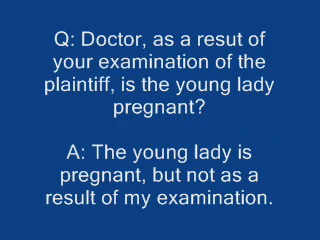 Q: Doctor, as a resut of
your examination of the
plaintiff, is the young lady
pregnant?
A: The young lady is
pregnant, but not as a
result of my examination.